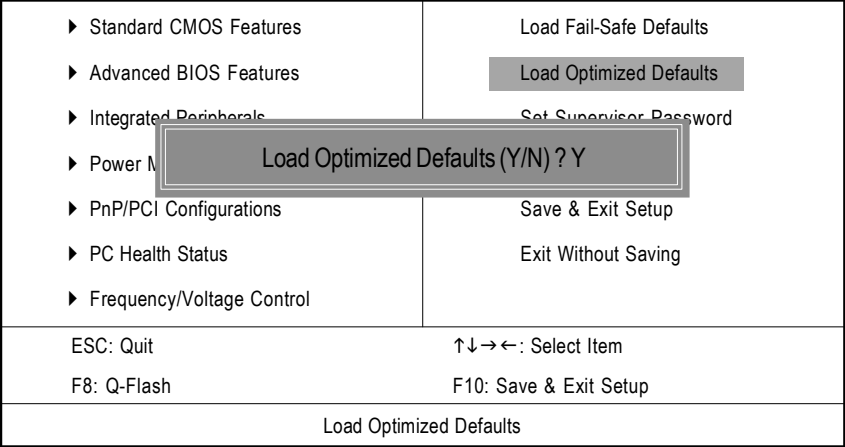 Standard CMOS Features
Load Fail-Safe Defaults
Advanced BIOS Features
Load Optimized Defaults
Integrated Peripherals
Set Supervisor Password
Power
Load Optimized Defaults (Y/N) ? Y
PnP/PCI Configurations
Save & Exit Setup
PC Health Status
Exit Without Saving
Frequency/Voltage Control
ESC: Quit
↑↓→←: Select Item
F8: Q-Flash
F10: Save & Exit Setup
Load Optimized Defaults